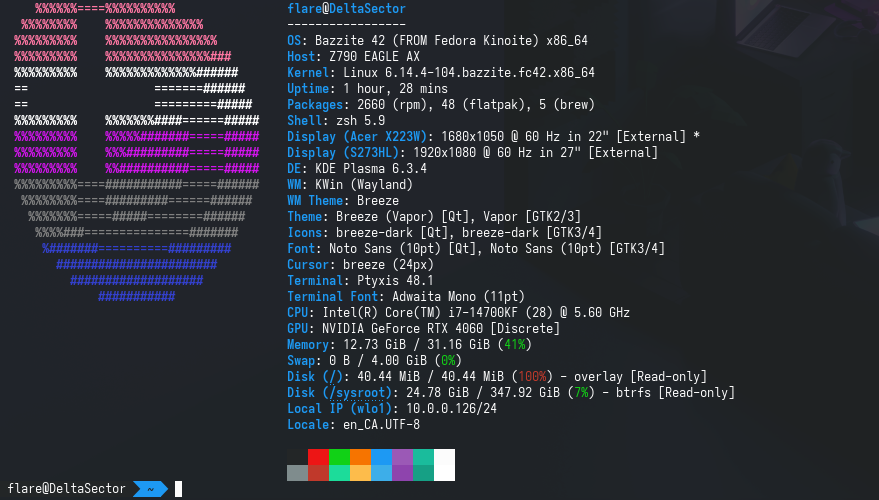 flare@DeltaSector
-----------------
OS: Bazzite 42 (FROM Fedora Kinoite) x86_64
Host: Z790 EAGLE AX
Kernel: Linux 6.14.4-104.bazzite.fc42.x86_64
Uptime: 1 hour, 28 mins
Packages: 2660 (rpm), 48 (flatpak), 5 (brew)
Shell: zsh 5.9
Display (Acer X223W): 1680x1050 @ 60 Hz in 22" [External] *
Display (S273HL): 1920x1080 @ 60 Hz in 27" [External]
DE: KDE Plasma 6.3.4
WM: KWin (Wayland)
WM Theme: Breeze
Theme: Breeze (Vapor) [Qt], Vapor [GTK2/3]
Icons: breeze-dark [Qt], breeze-dark [GTK3/4]
Font: Noto Sans (10pt) [Qt], Noto Sans (10pt) [GTK3/4]
Cursor: breeze (24px)
Terminal: Ptyxis 48.1
Terminal Font: Adwaita Mono (11pt)
CPU: Intel(R) Core(TM) i7-14700KF (28) @ 5.60 GHz
GPU: NVIDIA GeForce RTX 4060 [Discrete]
Memory: 12.73 GiB / 31.16 GiB (41%)
Swap: 0 B / 4.00 GiB (0%)
Disk (/): 40.44 MiB / 40.44 MiB (100%) - overlay [Read-only]
Disk (/sysroot): 24.78 GiB / 347.92 GiB (7%) - btrfs [Read-only]
Local IP (wlo1): 10.0.0.126/24
Locale: en_CA.UTF-8
flare@DeltaSector ~